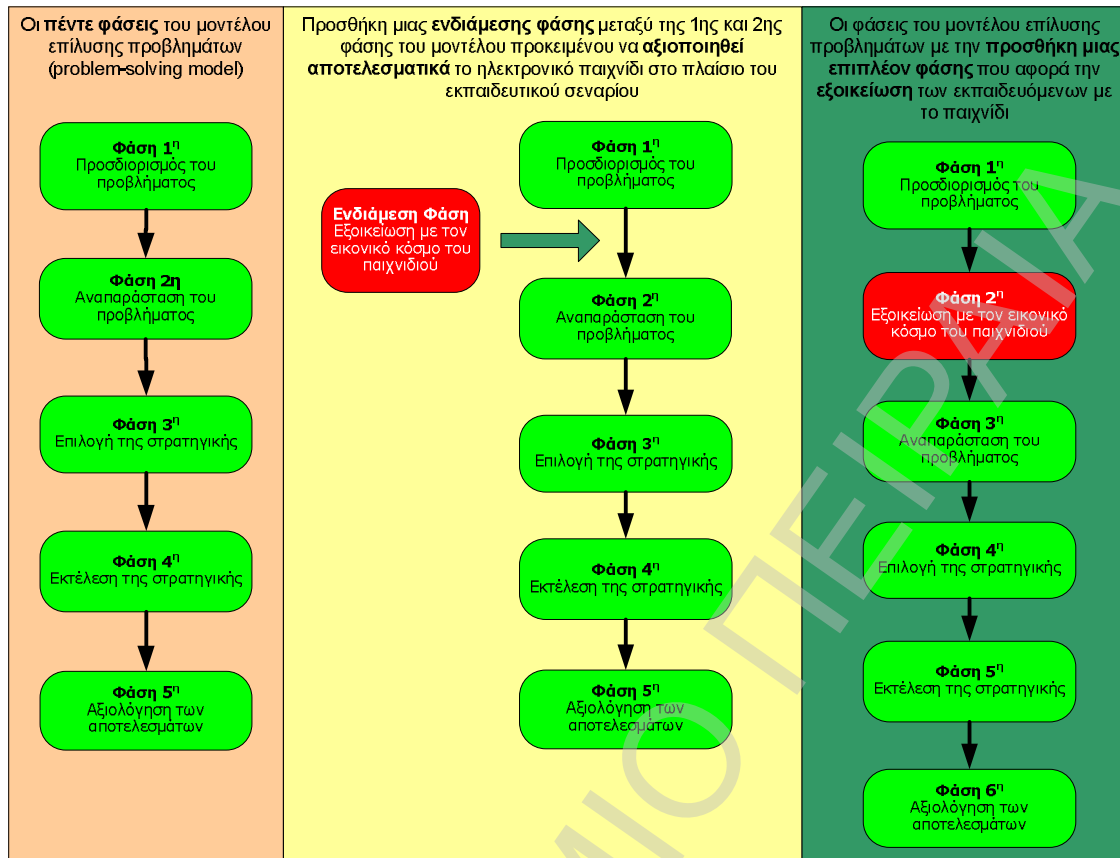 Οι πέντε φάσεις του μοντέλου
επίλυσης προβλημάτων
(problem-solving model)
Φάση 1η
Προσδιορισμός του
προβλήματος
Φάση 2η
Αναπαράσταση του
προβλήματος
Φάση 3η
Επιλογή της στρατηγικής
Φάση 4η
Εκτέλεση της στρατηγικής
Φάση 5η
Αξιολόγηση των
αποτελεσμάτων
Προσθήκη μιας ενδιάμεσης φάσης μεταξύ της 1ης και 2ης
φάσης του μοντέλου προκειμένου να αξιοποιηθεί
αποτελεσματικά το ηλεκτρονικό παιχνίδι στο πλαίσιο του
εκπαιδευτικού σεναρίου
Ενδιάμεση Φάση
Εξοικείωση με τον
εικονικό κόσμο του
παιχνιδιού
Φάση 1η
Προσδιορισμός του
προβλήματος
Φάση 2η
Αναπαράσταση του
προβλήματος
Φάση 3η
Επιλογή της στρατηγικής
Φάση 4η
Εκτέλεση της στρατηγικής
Φάση 5η
Αξιολόγηση των
αποτελεσμάτων
Οι φάσεις του μοντέλου επίλυσης
προβλημάτων με την προσθήκη μιας
επιπλέον φάσης που αφορά την
εξοικείωση των εκπαιδευόμενων με
το παιχνίδι
Φάση 1η
Προσδιορισμός του
προβλήματος
Φάση 2η
Εξοικείωση με τον εικονικό
κόσμο του παιχνιδιού
Φάση 3η
Αναπαράσταση του
προβλήματος
Φάση 4η
Επιλογή της στρατηγικής
Φάση 5η
Εκτέλεση της στρατηγικής
Φάση 6η
Αξιολόγηση των
αποτελεσμάτων
ΜΙΟ ΠΕΙΡΑΙΑ